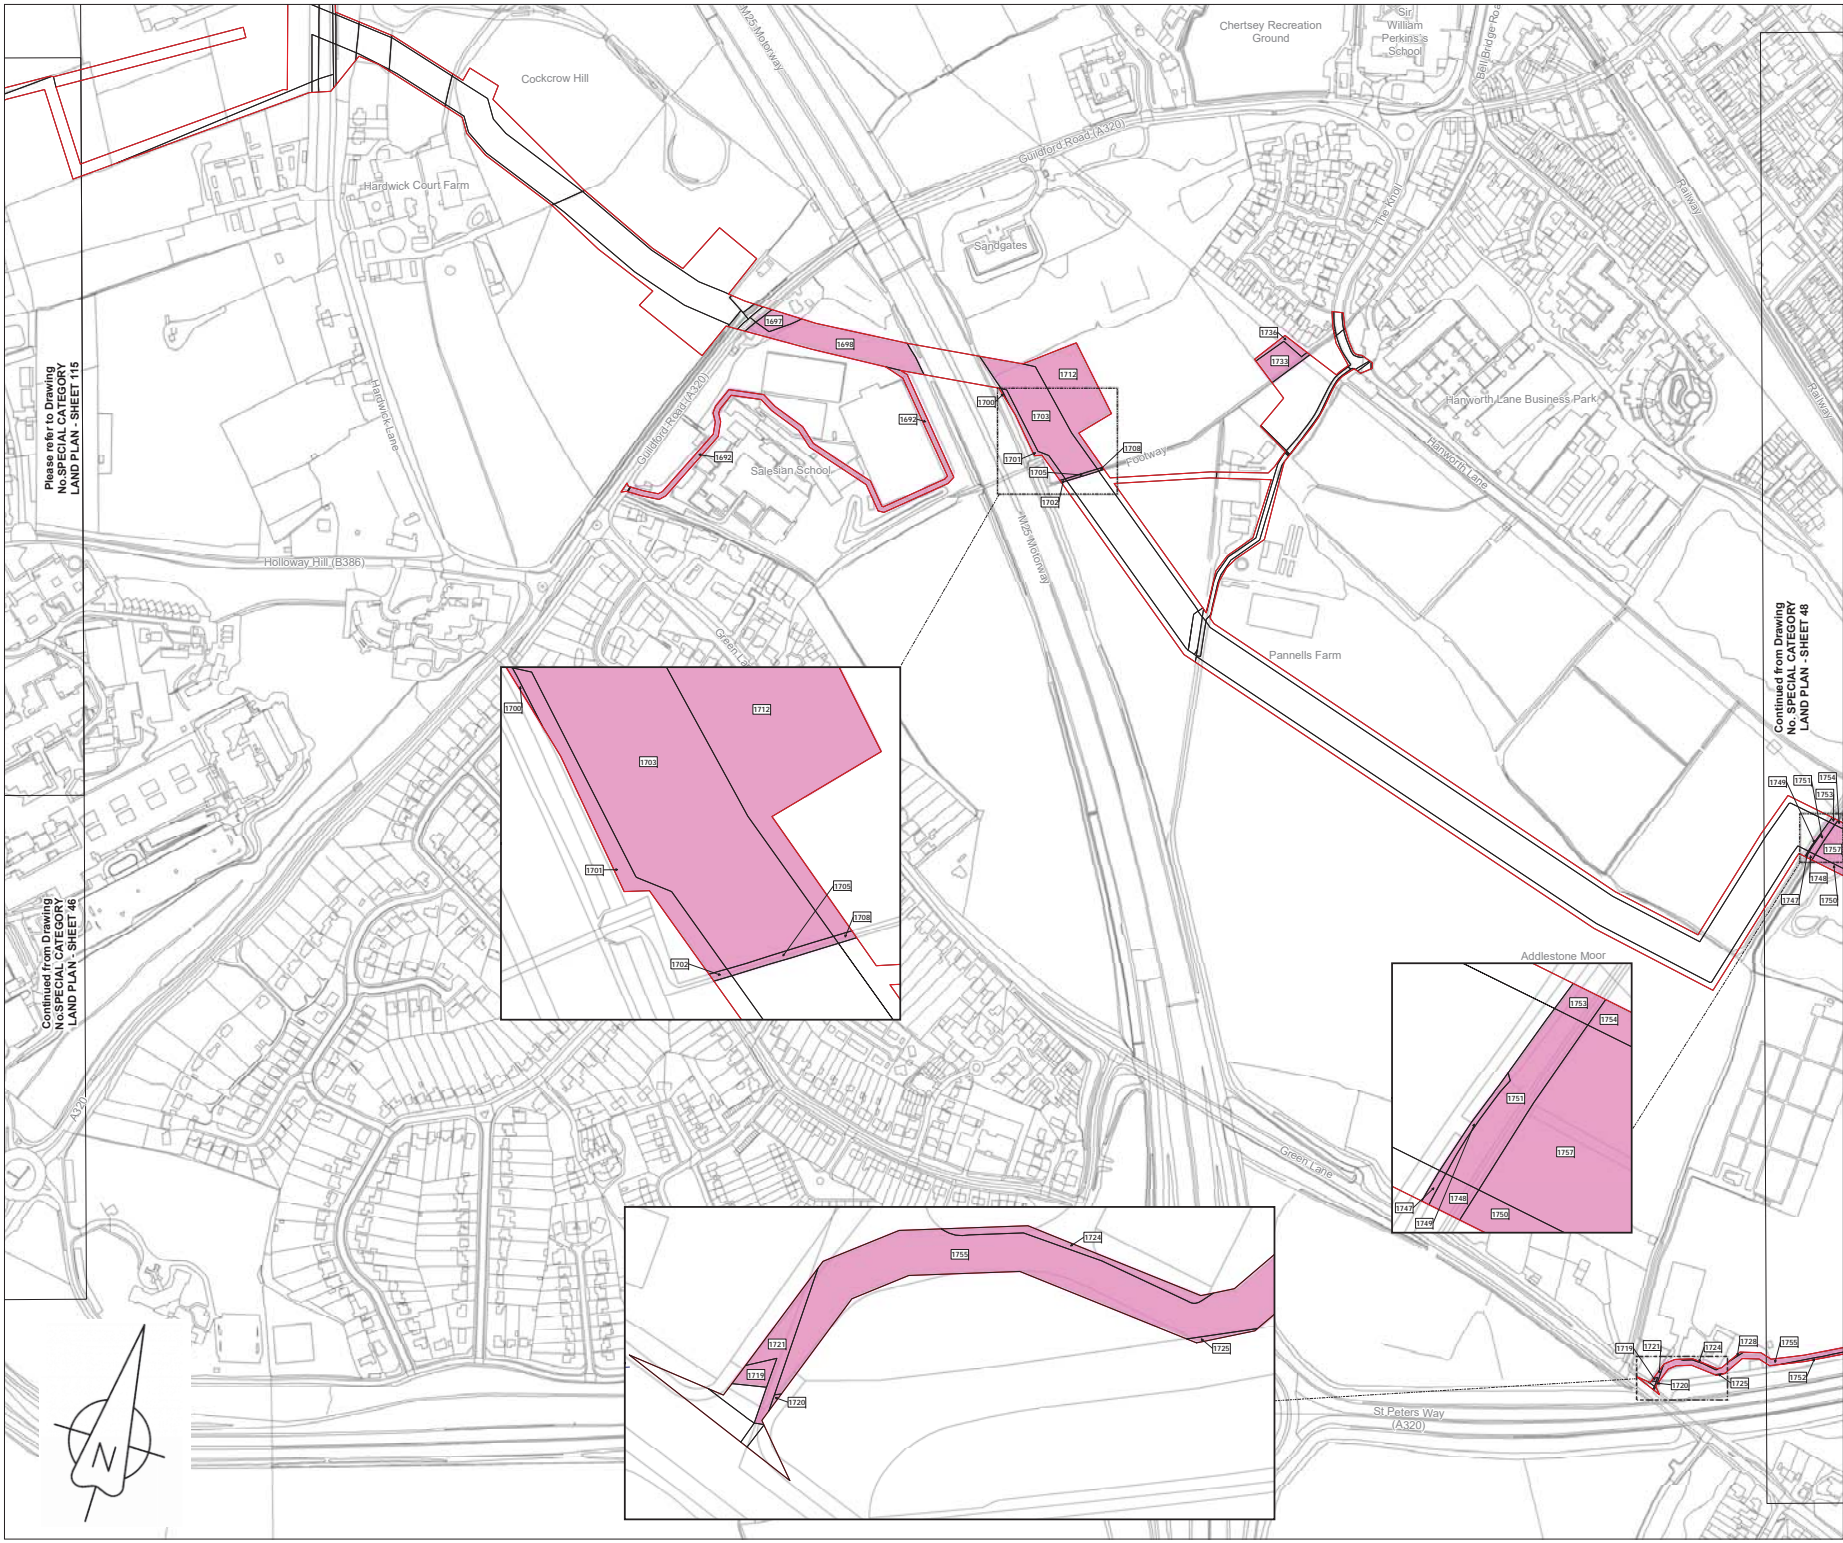 M25 Motorway
Chertsey Recreation
Ground
Sir
William
Perkins's
School
Bell Bridge Road
Cockcrow Hill
Guildford Road (A320)
Hardwick Court Farm
Railway
The Knol
Sandgates
1697
1698
1736
1733
1712
1700
1703
1692
1701
1705
1708
1702
Footway
Hanworth Lane Business Park
Hanworth Lane
Railway
Please refer to Drawing
No.SPECIAL CATEGORY
LAND PLAN - SHEET 115
Hardwick Lane
Guildford Road (A320)
1692
Salesian School
M25 Motorway
Holloway Hill (B386)
Green La
Pannells Farm
Continued from Drawing
No. SPECIAL CATEGORY
LAND PLAN - SHEET 48
1700
1712
1703
1701
1705
1708
1702
1749
1751
1754
1753
1757
1748
1747
1750
Continued from Drawing
No.SPECIAL CATEGORY
LAND PLAN - SHEET 46
A320
Addlestone Moor
1753
1754
1751
1757
1748
1747
1749
1750
Green Lane
1724
1755
1721
1719
1720
1725
1719
1721
1724
1728
1755
1720
1725
1752
St Peters Way
(A320)
N